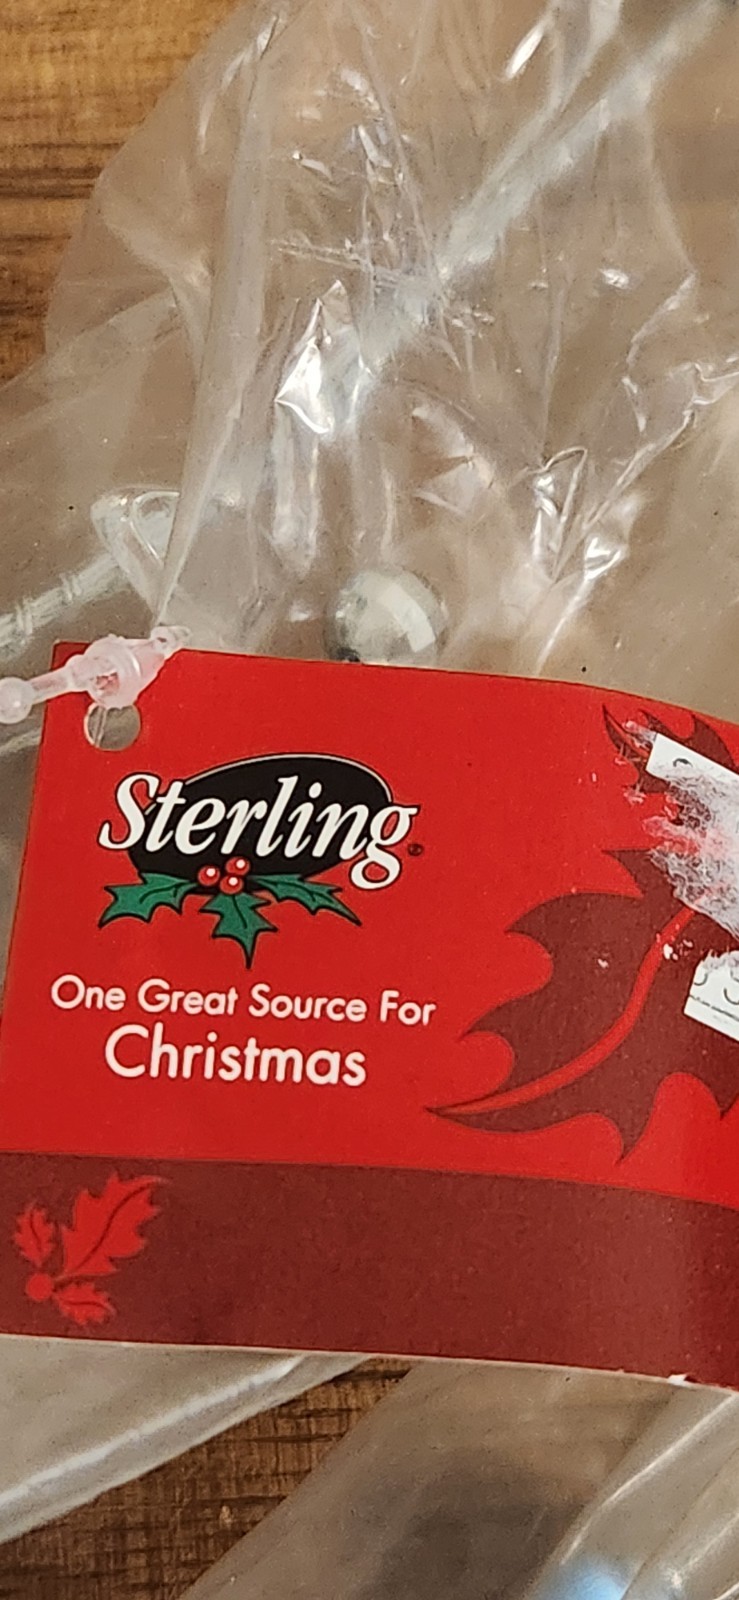 Sterling
One Great Source For
Christmas